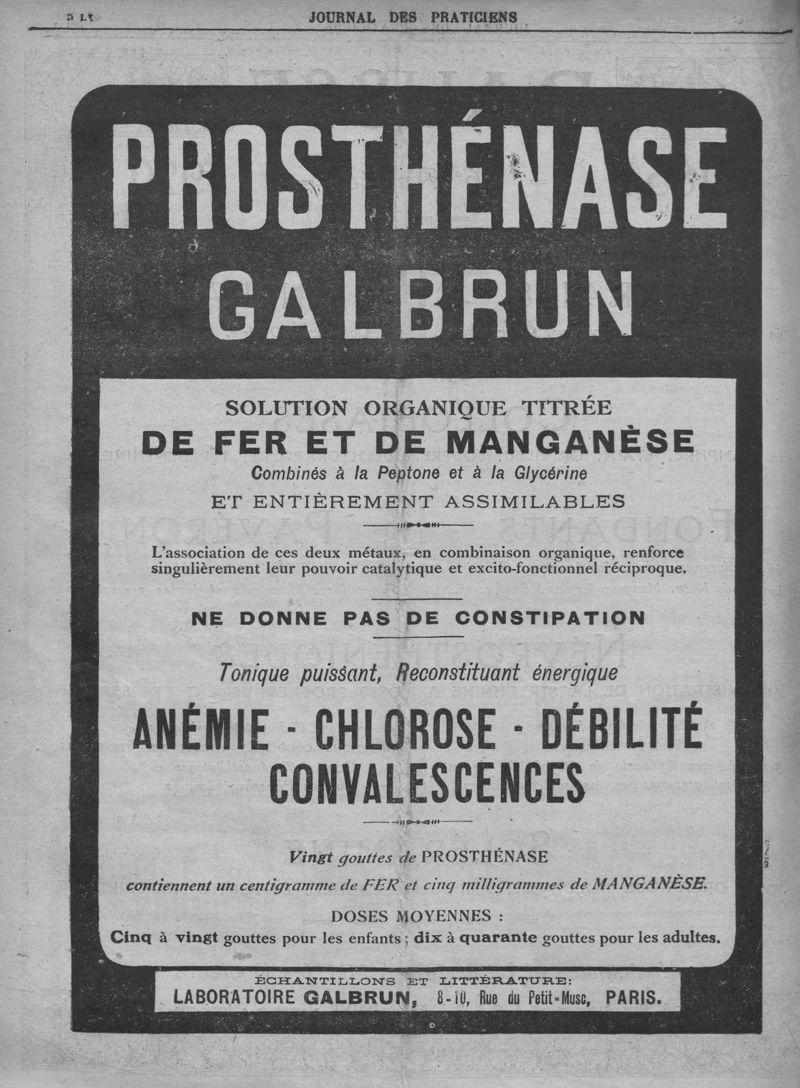 JOURNAL DES PRATICIENS
PROSTHÉNASE
GALBRUN
SOLUTION ORGANIQUE TITRÉE
DE FER ET DE MANGANÈSE
Combinés à la Peptone et à la Glycérine
ET ENTIÈREMENT ASSIMILABLES
L'association de ces deux métaux, en combinaison organique, renforce
singulièrement leur pouvoir catalytique et excito-fonctionnel réciproque.
NE DONNE PAS DE CONSTIPATION
Tonique puissant, Reconstituant énergique
ANÉMIE - CHLOROSE - DÉBILITÉ
CONVALESCENCES
Vingt gouttes de PROSTHÉNASE
contiennent un centigramme de FER et cinq milligrammes de MANGANÈSE.
DOSES MOYENNES :
Cinq à vingt gouttes pour les enfants ; dix à quarante gouttes pour les adultes.
ÉCHANTILLONS ET LITTÉRATURE:
LABORATOIRE GALBRUN, 8-10, Rue du Petit-Musc, PARIS.